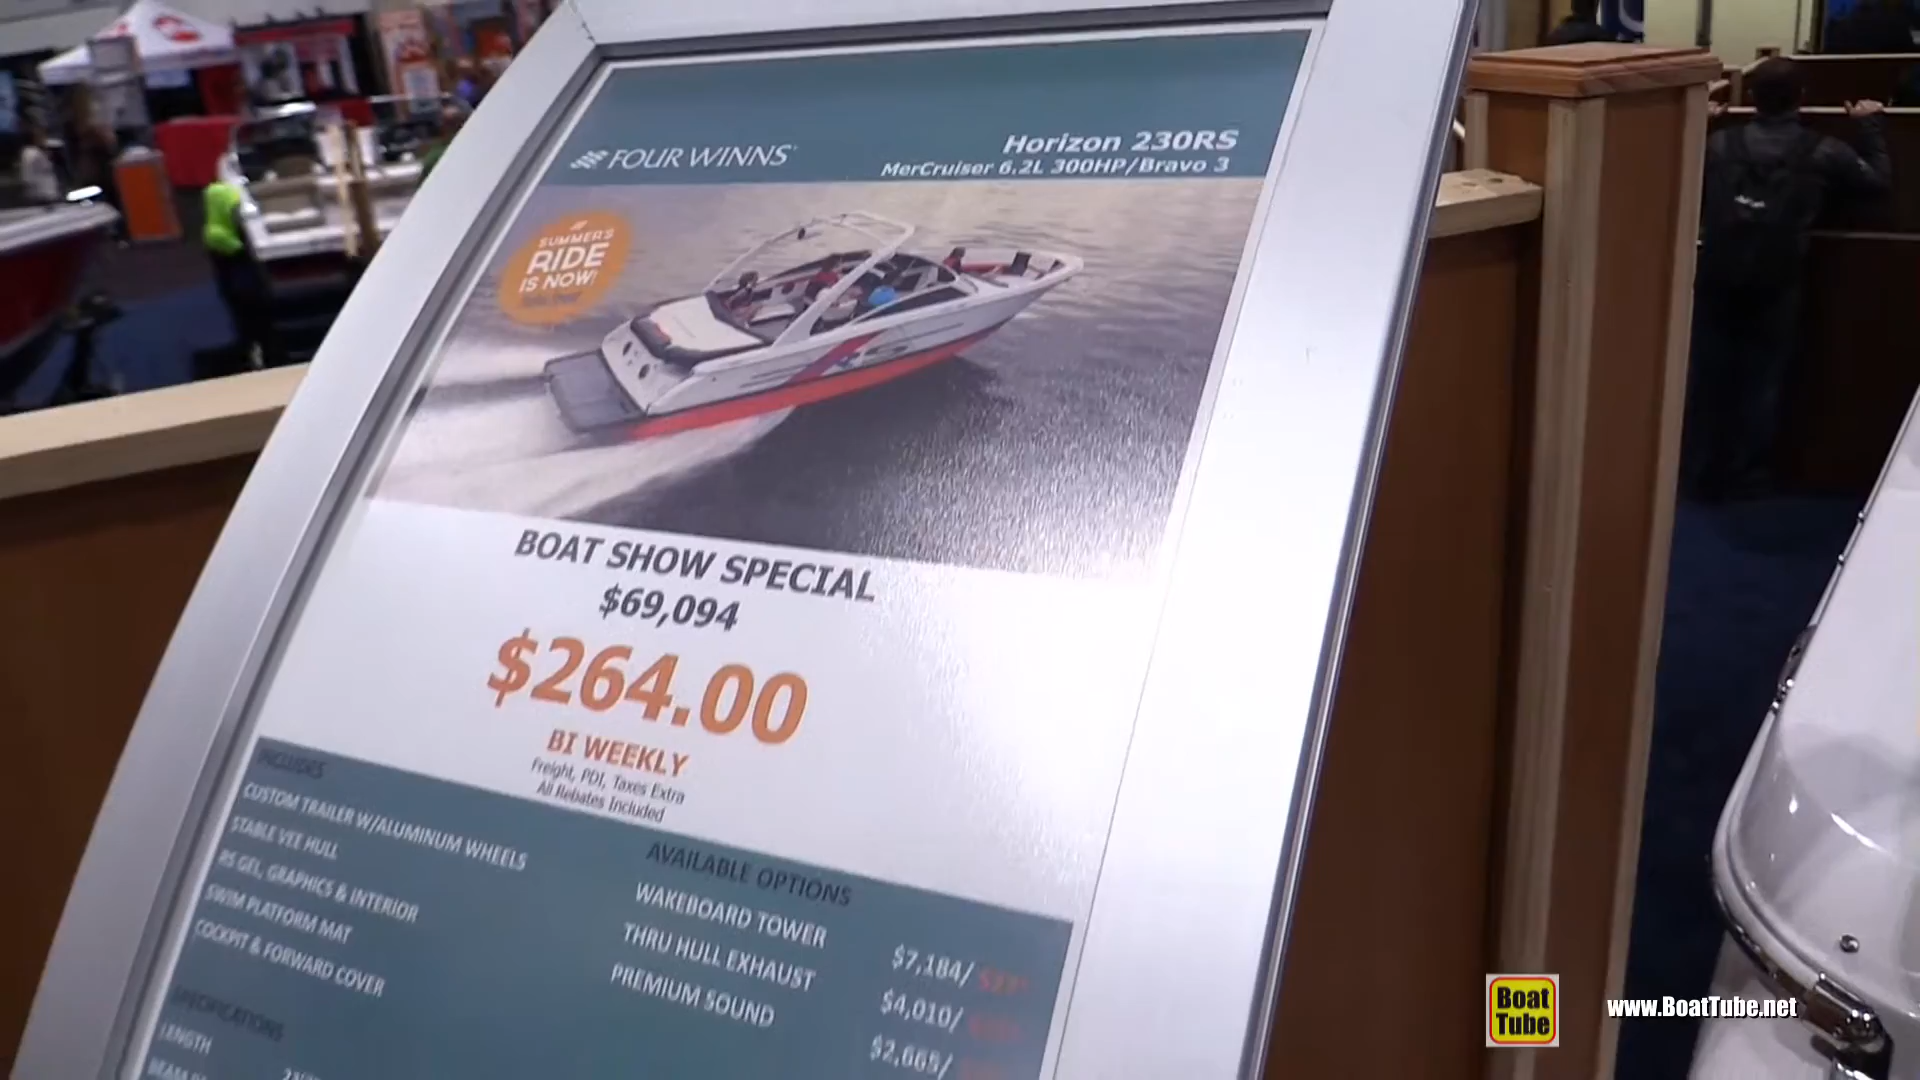 FOUR WINNS
Horizon 230RS
MerCruiser 6.2L 300HP/Bravo 3
SUMMER'S
RIDE
IS NOW!
BOAT SHOW SPECIAL
$69,094
$264.00
BI WEEKLY
Freight, PDI, Taxes Extra
All Rebates Included
INCLUDES
CUSTOM TRAILER W/ALUMINUM WHEELS
STABLE VEE HULL
RS GEL, GRAPHICS & INTERIOR
SWIM PLATFORM MAT
COCKPIT & FORWARD COVER
SPECIFICATIONS
LENGTH
BEAM
AVAILABLE OPTIONS
WAKEBOARD TOWER $7,184/
THRU HULL EXHAUST $4,010/
PREMIUM SOUND $2,665/
Boat
Tube
www.BoatTube.net